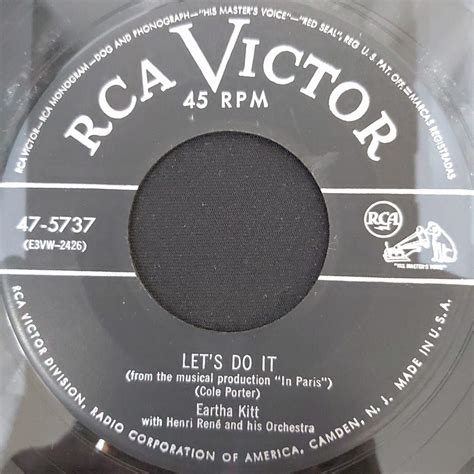 RCA VICTOR—RCA MONOGRAM—DOG AND PHONOGRAPH—"HIS MASTER'S VOICE"—"RED SEAL", REG U.S. PAT. OFF.=MARCAS REGISTRADAS
RCA VICTOR
45 RPM
47-5737
(E3VW-2426)
RCA
"HIS MASTER'S VOICE"
LET'S DO IT
(from the musical production "In Paris")
(Cole Porter)
Eartha Kitt
with Henri René and his Orchestra
RCA VICTOR DIVISION, RADIO CORPORATION OF AMERICA, CAMDEN, N. J. MADE IN U.S.A.